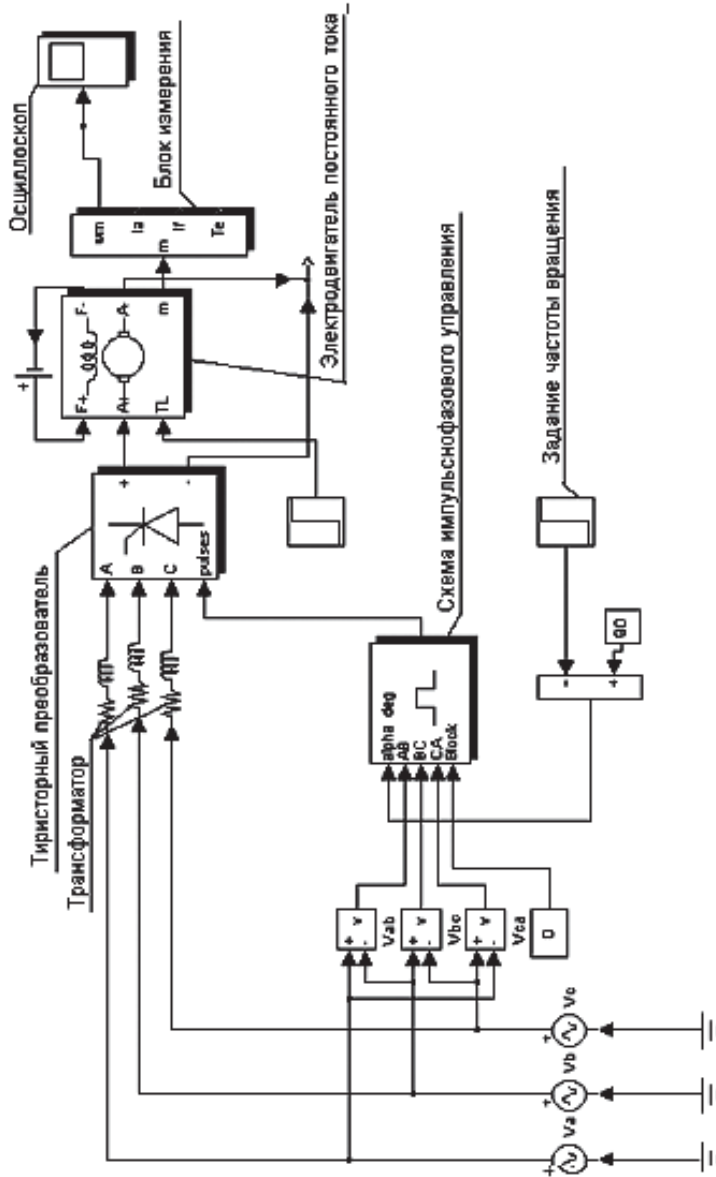 Осциллоскоп
Тиристорный преобразователь
Трансформатор
Блок измерения
Электродвигатель постоянного тока
Схема импульснофазового управления
Задание частоты вращения
A
B
C
pulses
+
-
+
F+
A+
TL
F-
A-
m
m
Ia
If
Te
alpha deg
AB
BC
CA
Block
+
-
v
Vab
+
-
v
Vbc
+
-
v
Vca
0
-
+
90
+
Va
+
Vb
+
Vc